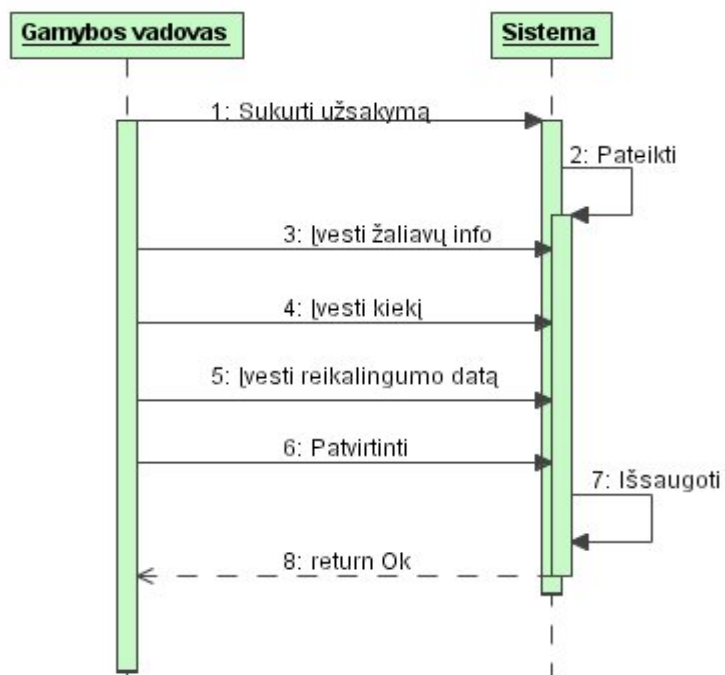 Gamybos vadovas
Sistema
1: Sukurti užsakymą
2: Pateikti
3: Įvesti žaliavų info
4: Įvesti kiekį
5: Įvesti reikalingumo datą
6: Patvirtinti
7: Išsaugoti
8: return Ok